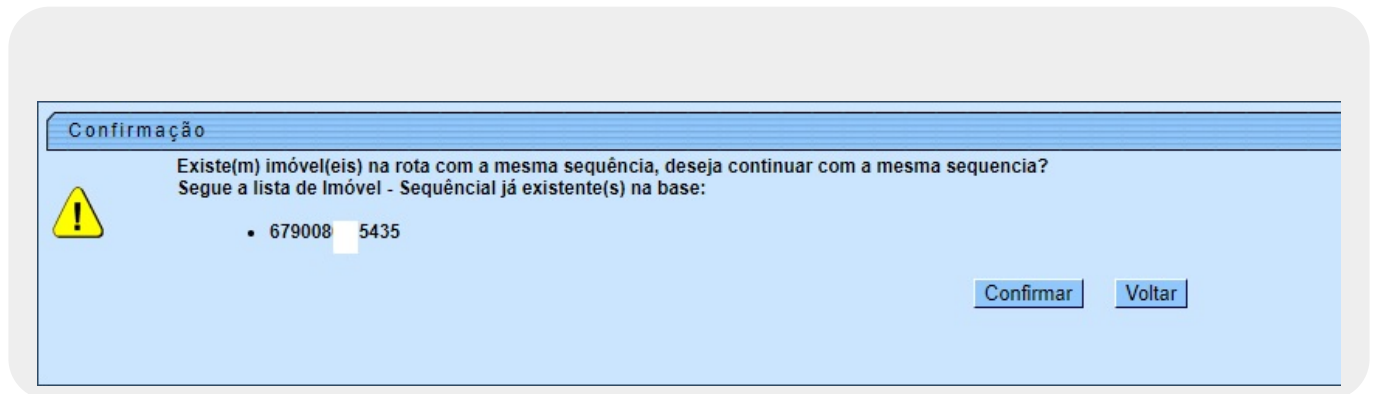 Confirmação
Existe(m) imóvel(eis) na rota com a mesma sequência, deseja continuar com a mesma sequencia?
Segue a lista de Imóvel - Sequêncial já existente(s) na base:
• 679008 5435
Confirmar Voltar